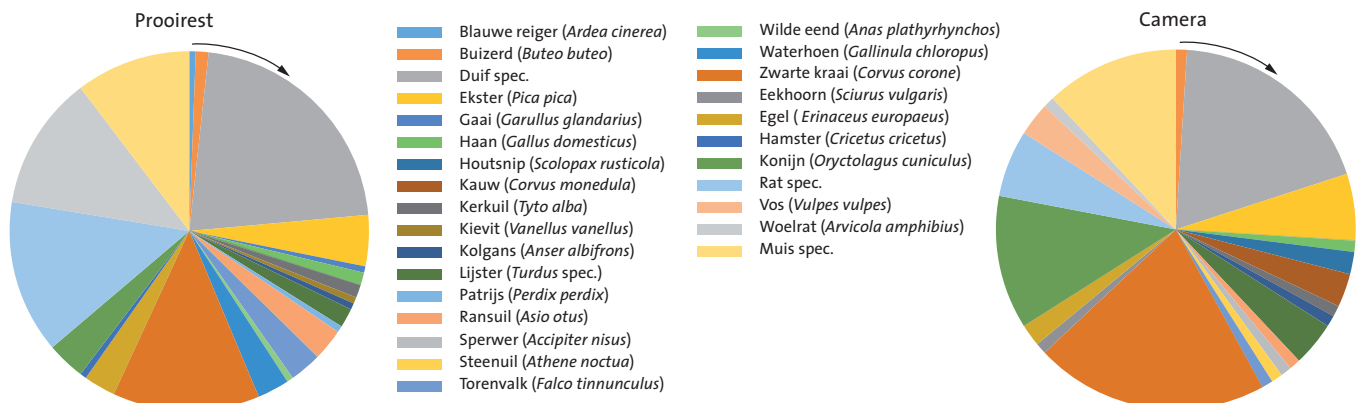 Prooirest
Blauwe reiger (Ardea cinerea)
Buizerd (Buteo buteo)
Duif spec.
Ekster (Pica pica)
Gaai (Garullus glandarius)
Haan (Gallus domesticus)
Houtsnip (Scolopax rusticola)
Kauw (Corvus monedula)
Kerkuil (Tyto alba)
Kievit (Vanellus vanellus)
Kolgans (Anser albifrons)
Lijster (Turdus spec.)
Patrijs (Perdix perdix)
Ransuil (Asio otus)
Sperwer (Accipiter nisus)
Steenuil (Athene noctua)
Torenvalk (Falco tinnunculus)
Wilde eend (Anas plathyrhynchos)
Waterhoen (Gallinula chloropus)
Zwarte kraai (Corvus corone)
Eekhoorn (Sciurus vulgaris)
Egel ( Erinaceus europaeus)
Hamster (Cricetus cricetus)
Konijn (Oryctolagus cuniculus)
Rat spec.
Vos (Vulpes vulpes)
Woelrat (Arvicola amphibius)
Muis spec.
Camera